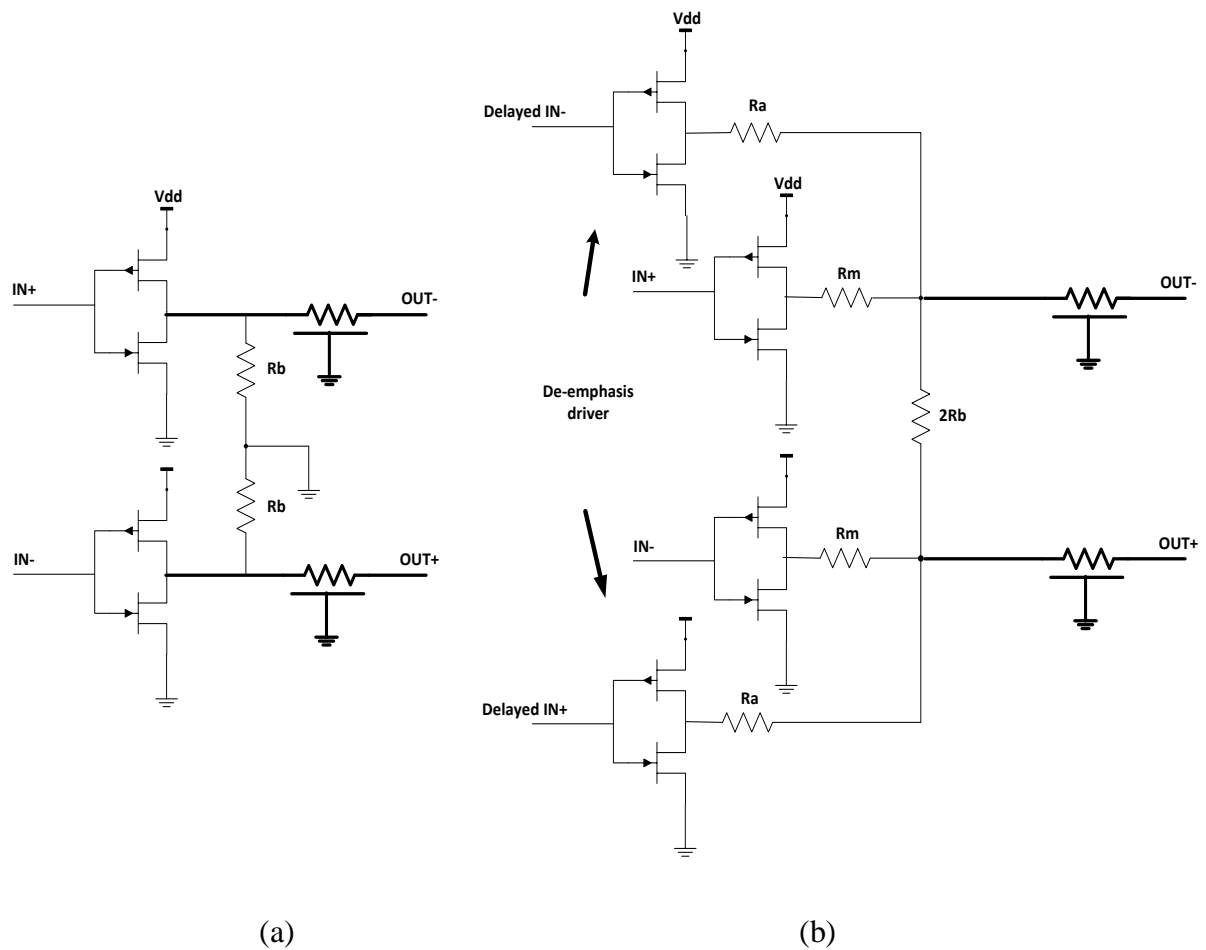 Vdd
IN+
OUT-
Rb
Rb
IN-
OUT+
(a)
Vdd
Delayed IN-
Ra
Vdd
IN+
Rm
OUT-
De-emphasis
driver
2Rb
IN-
Rm
OUT+
Delayed IN+
Ra
(b)